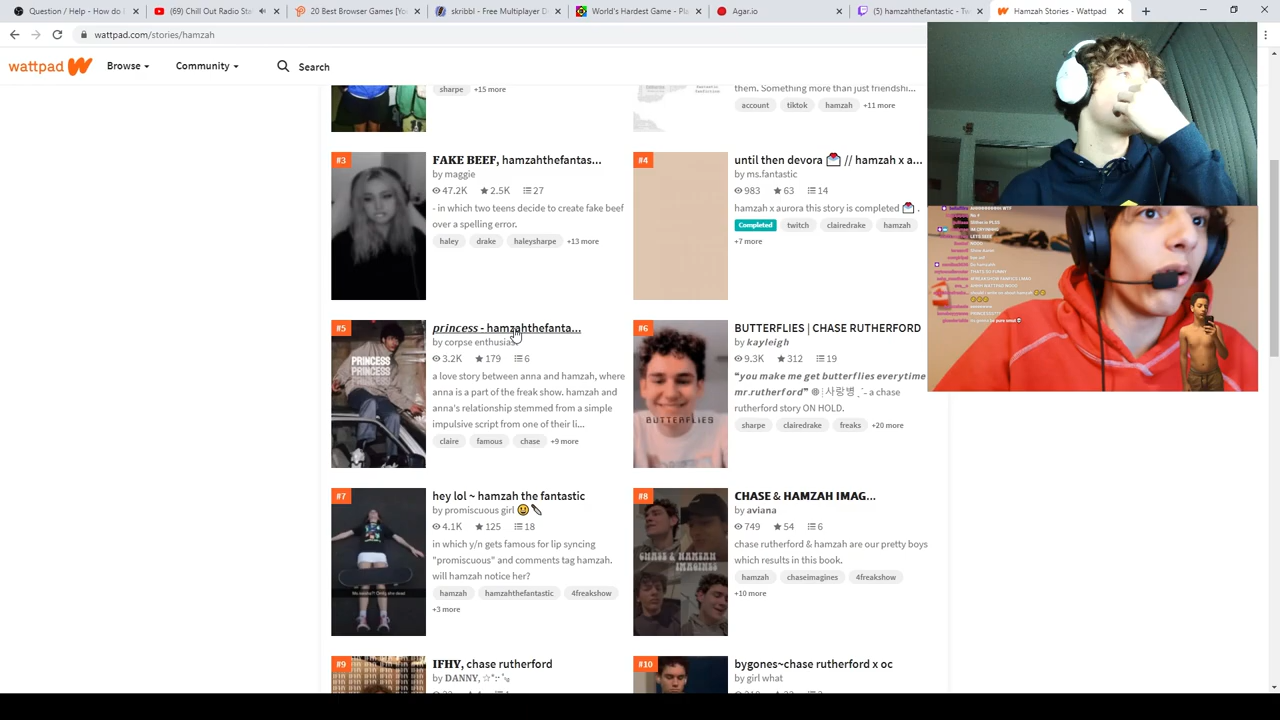 Question / Help - How do I
(69) Chill Out Radio Sta
20 Best Browser Games [Yo
skribbl - Free Multiplayer D
World's Hardest Game - Pla
Agar.io
(5) hamzahthefantastic - Tw
Hamzah Stories - Wattpad
wattpad.com/stories/hamzah
wattpad
Browse
Community
Search
sharpe +15 more
them. Something more than just friendshi...
account tiktok hamzah +11 more
#3
FAKE BEEF, hamzahthefantas...
by maggie
47.2K 2.5K 27
- in which two teens decide to create fake beef
over a spelling error.
haley drake haleysharpe +13 more
#4
until then devora 💌 // hamzah x a...
by ms.fantastic
983 63 14
hamzah x aurora this story is completed 💌 .
Completed twitch clairedrake hamzah
+7 more
#5
PRINCESS
PRINCESS
PRINCESS
princess - hamzahthefanta...
by corpse enthusia
3.2K 179 6
a love story between anna and hamzah, where
anna is a part of the freak show. hamzah and
anna's relationship stemmed from a simple
impulsive script from one of their li...
claire famous chase +9 more
#6
BUTTERFLIES
BUTTERFLIES | CHASE RUTHERFORD
by kayleigh
9.3K 312 19
❝you make me get butterflies everytime
mr.rutherford❞ ֍ ┊사랑병 ˎˊ- a chase
rutherford story ON HOLD.
sharpe clairedrake freaks +20 more
#7
hey lol ~ hamzah the fantastic
by promiscuous girl 😃🔪
4.1K 125 18
in which y/n gets famous for lip syncing
"promiscuous" and comments tag hamzah.
will hamzah notice her?
hamzah hamzahthefantastic 4freakshow
+3 more
#8
CHASE & HAMZAH
IMAGINES
CHASE & HAMZAH IMAG...
by aviana
749 54 6
chase rutherford & hamzah are our pretty boys
which results in this book.
hamzah chaseimagines 4freakshow
+10 more
#9
IFHY, chase rutherford
by DANNY,
#10
bygones~chase rutherford x oc
by girl what